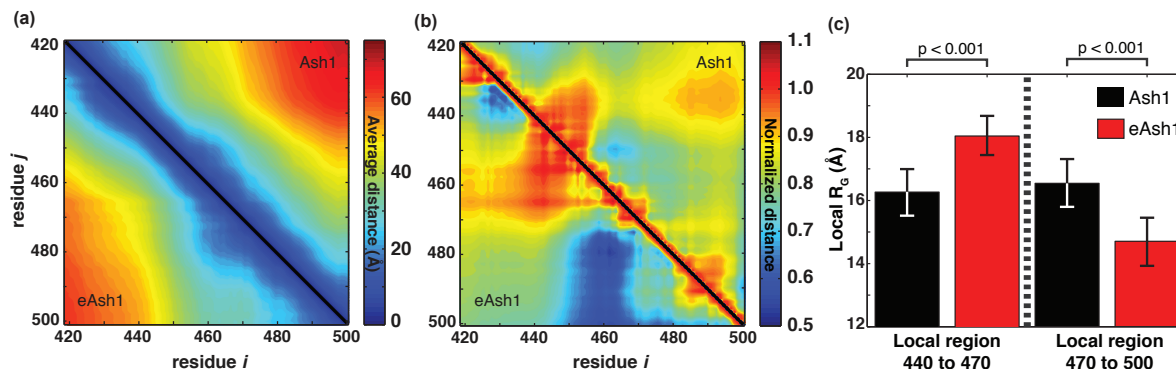 (a)
Ash1
eAsh1
420
440
460
480
500
residue j
420 440 460 480 500
residue i
60
40
20
0
Average distance (Å)
(b)
Ash1
eAsh1
420
440
460
480
500
420 440 460 480 500
residue i
1.1
1.0
0.9
0.8
0.7
0.6
0.5
Normalized distance
(c)
p < 0.001
p < 0.001
Ash1
eAsh1
20
18
16
14
12
Local RG (Å)
Local region
440 to 470
Local region
470 to 500